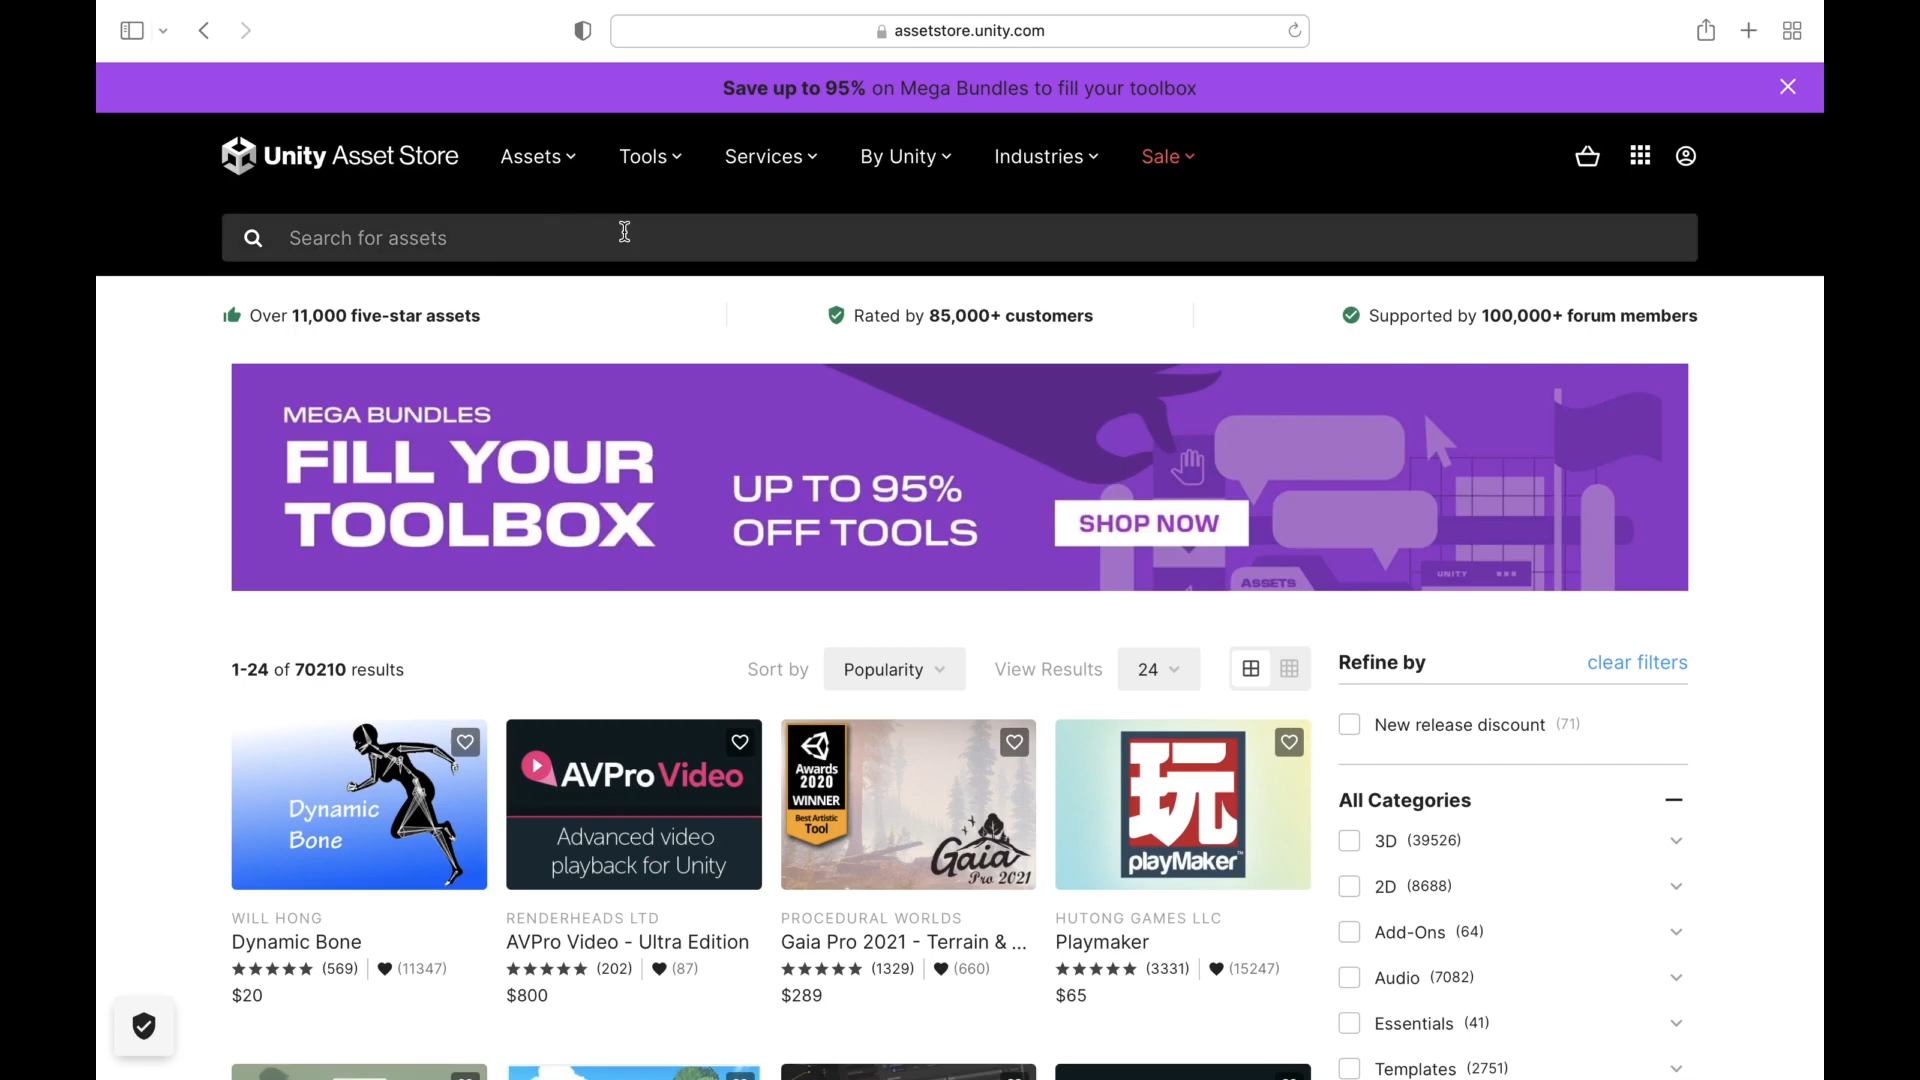 assetstore.unity.com
Save up to 95% on Mega Bundles to fill your toolbox
Unity Asset Store
Assets
Tools
Services
By Unity
Industries
Sale
Search for assets
Over 11,000 five-star assets
Rated by 85,000+ customers
Supported by 100,000+ forum members
MEGA BUNDLES
FILL YOUR
TOOLBOX
UP TO 95%
OFF TOOLS
SHOP NOW
ASSETS
UNITY
1-24 of 70210 results
Sort by
Popularity
View Results
24
Refine by
clear filters
New release discount (71)
All Categories
3D (39526)
2D (8688)
Add-Ons (64)
Audio (7082)
Essentials (41)
Templates (2751)
Dynamic
Bone
WILL HONG
Dynamic Bone
(569)
(11347)
$20
AVPro Video
Advanced video
playback for Unity
RENDERHEADS LTD
AVPro Video - Ultra Edition
(202)
(87)
$800
Awards
2020
WINNER
Best Artistic
Tool
Gaia
Pro 2021
PROCEDURAL WORLDS
Gaia Pro 2021 - Terrain & ...
(1329)
(660)
$289
玩
playMaker™
HUTONG GAMES LLC
Playmaker
(3331)
(15247)
$65